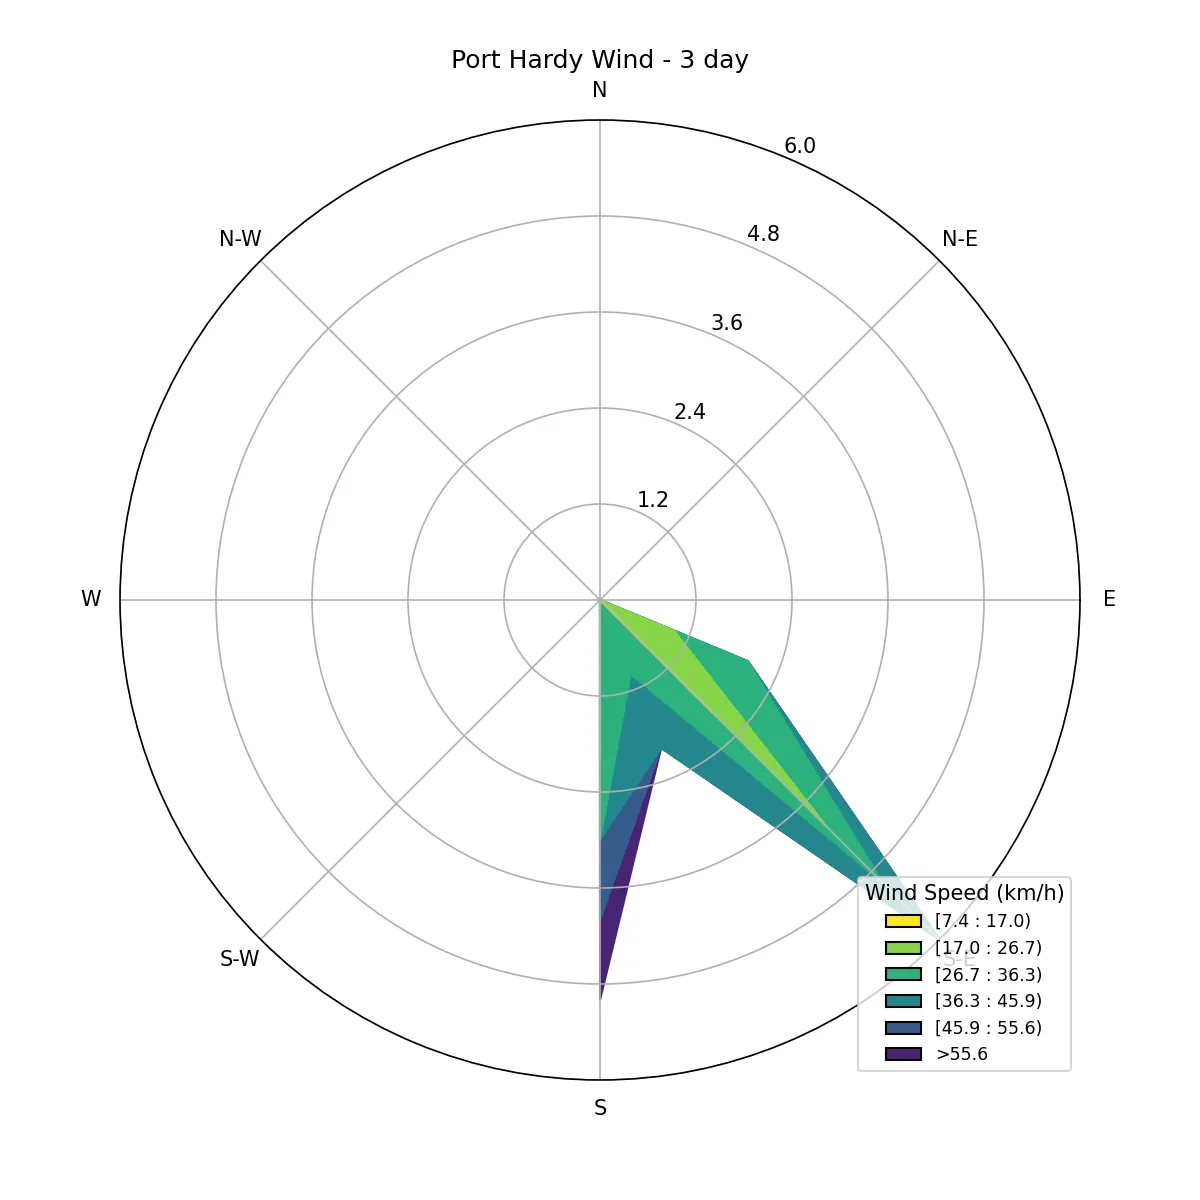 Port Hardy Wind - 3 day
N
6.0
4.8
N-W
N-E
3.6
2.4
1.2
W
E
Wind Speed (km/h)
[7.4 : 17.0)
[17.0 : 26.7)
[26.7 : 36.3)
[36.3 : 45.9)
[45.9 : 55.6)
>55.6
S-W
S-E
S